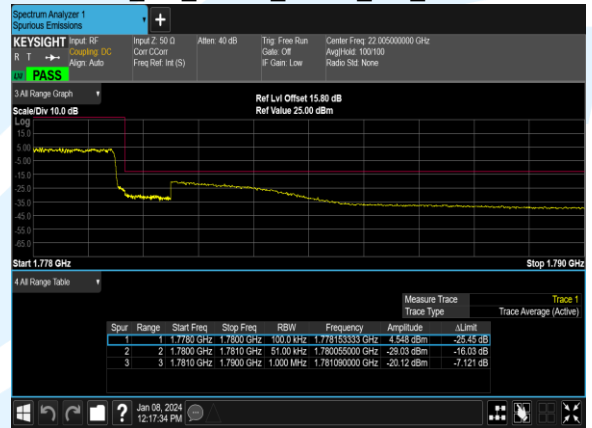 Spectrum Analyzer 1
Spurious Emissions
+
KEYSIGHT Input: RF Input Z: 50 Ω Atten: 40 dB Trig: Free Run Center Freq: 22.005000000 GHz
R T Coupling: DC Corr CCorr Gate: Off Avg|Hold: 100/100
Align: Auto Freq Ref: Int (S) IF Gain: Low Radio Std: None
PASS
3 All Range Graph
Ref Lvl Offset 15.80 dB
Scale/Div 10.0 dB Ref Value 25.00 dBm
Log
15.0
5.00
-5.00
-15.0
-25.0
-35.0
-45.0
-55.0
-65.0
Start 1.778 GHz Stop 1.790 GHz
4 All Range Table
Measure Trace Trace 1
Trace Type Trace Average (Active)
Spur Range Start Freq Stop Freq RBW Frequency Amplitude ΔLimit
1 1 1.7780 GHz 1.7800 GHz 100.0 kHz 1.778153333 GHz 4.548 dBm -25.45 dB
2 2 1.7800 GHz 1.7810 GHz 51.00 kHz 1.780055000 GHz -29.03 dBm -16.03 dB
3 3 1.7810 GHz 1.7900 GHz 1.000 MHz 1.781090000 GHz -20.12 dBm -7.121 dB
? Jan 08, 2024
12:17:34 PM